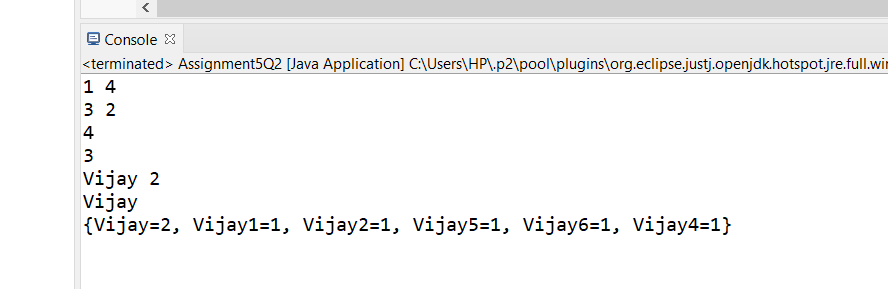 Console
<terminated> Assignment5Q2 [Java Application] C:\Users\HP\.p2\pool\plugins\org.eclipse.justj.openjdk.hotspot.jre.full.wi
1 4
3 2
4
3
Vijay 2
Vijay
{Vijay=2, Vijay1=1, Vijay2=1, Vijay5=1, Vijay6=1, Vijay4=1}